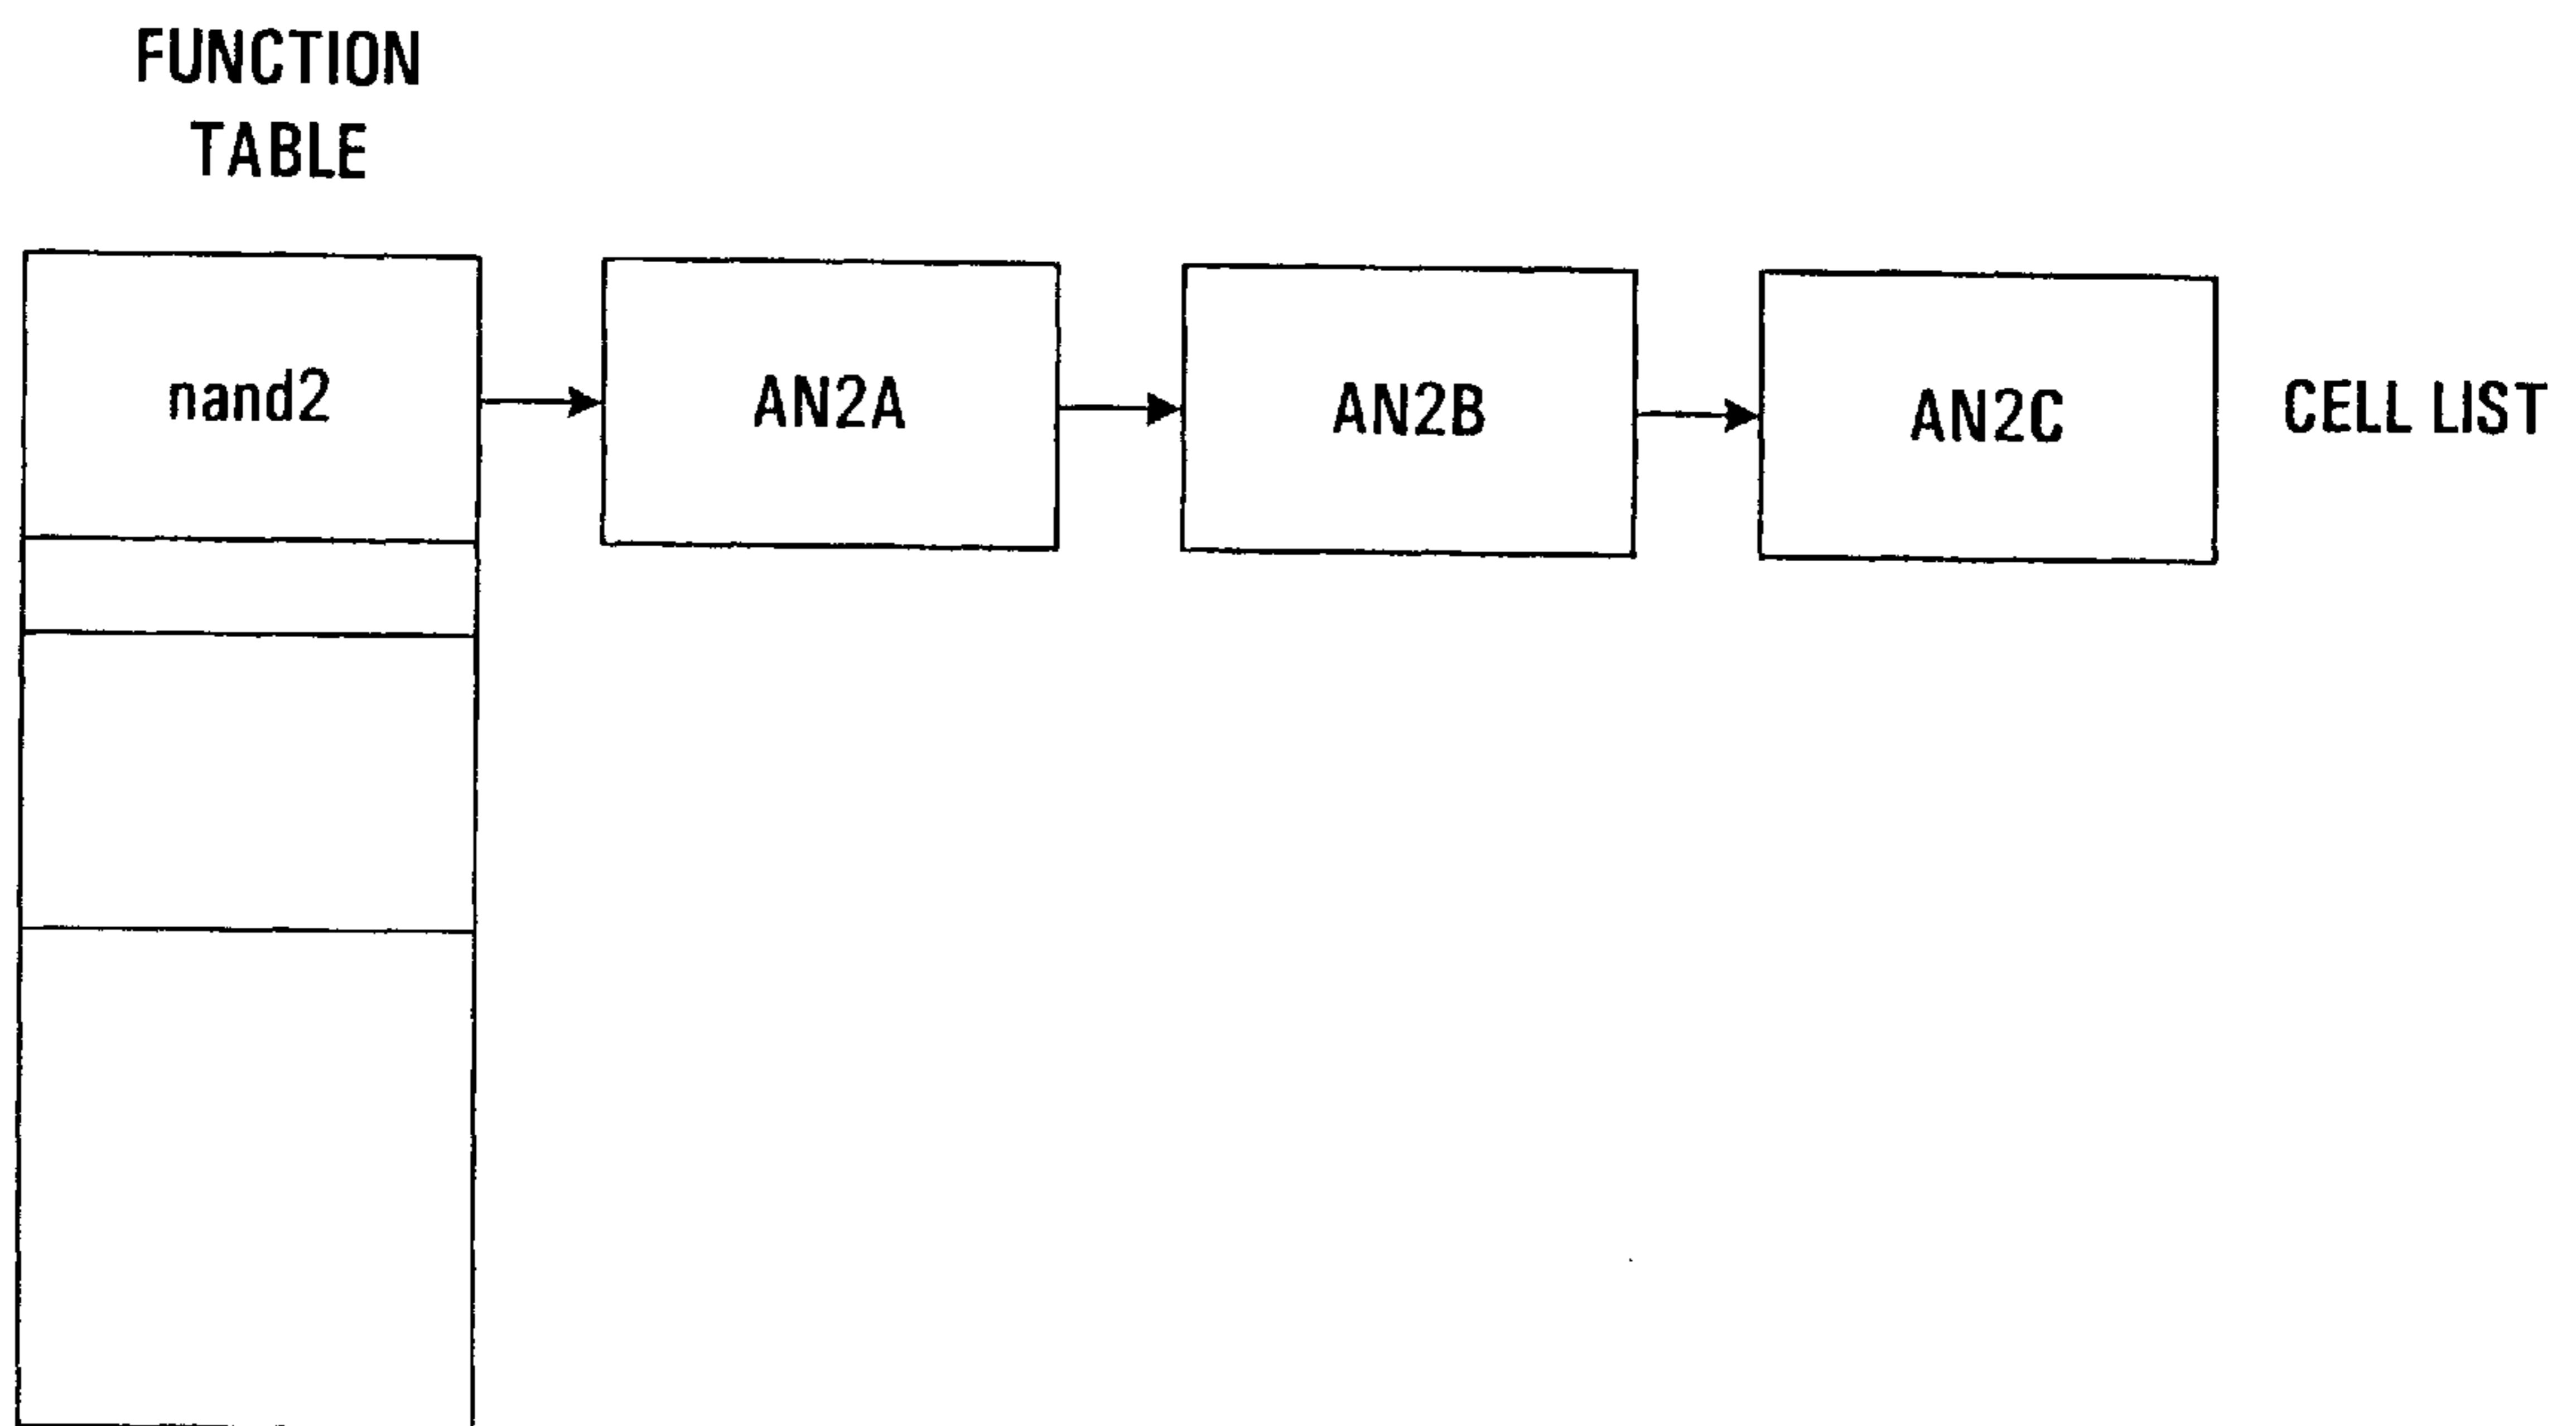 FUNCTION
TABLE
nand2
AN2A
AN2B
AN2C
CELL LIST